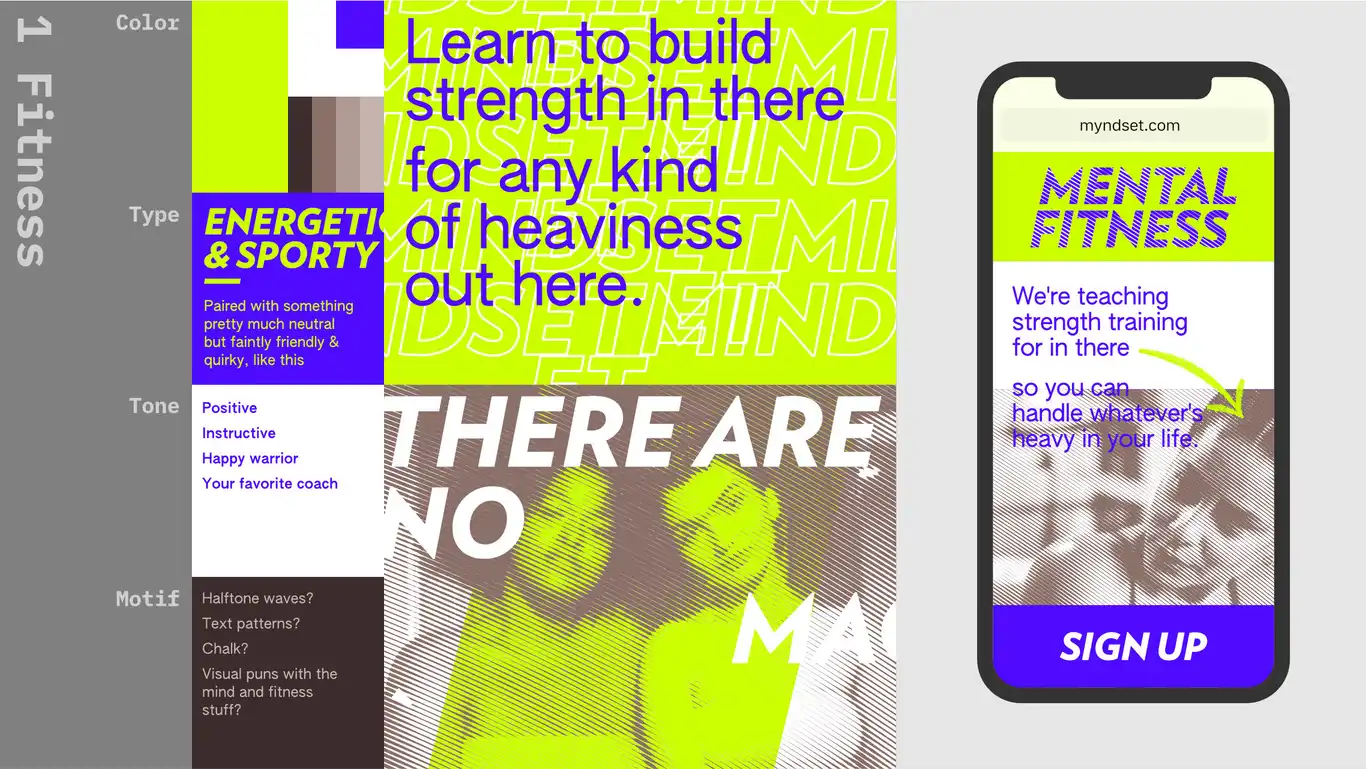 1 Fitness
Color
Type
ENERGETI
& SPORTY
Paired with something
pretty much neutral
but faintly friendly &
quirky, like this
Tone
Positive
Instructive
Happy warrior
Your favorite coach
Motif
Halftone waves?
Text patterns?
Chalk?
Visual puns with the
mind and fitness
stuff?
Learn to build
strength in there
for any kind
of heaviness
out here.
MINDSET
THERE ARE
NO
MAG
myndset.com
MENTAL
FITNESS
We're teaching
strength training
for in there
so you can
handle whatever's
heavy in your life.
SIGN UP